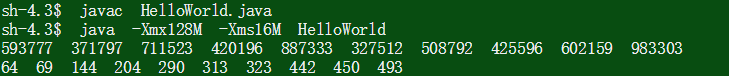 sh-4.3$ javac HelloWorld.java
sh-4.3$ java -Xmx128M -Xms16M HelloWorld
593777 371797 711523 420196 887333 327512 508792 425596 602159 983303
64 69 144 204 290 313 323 442 450 493